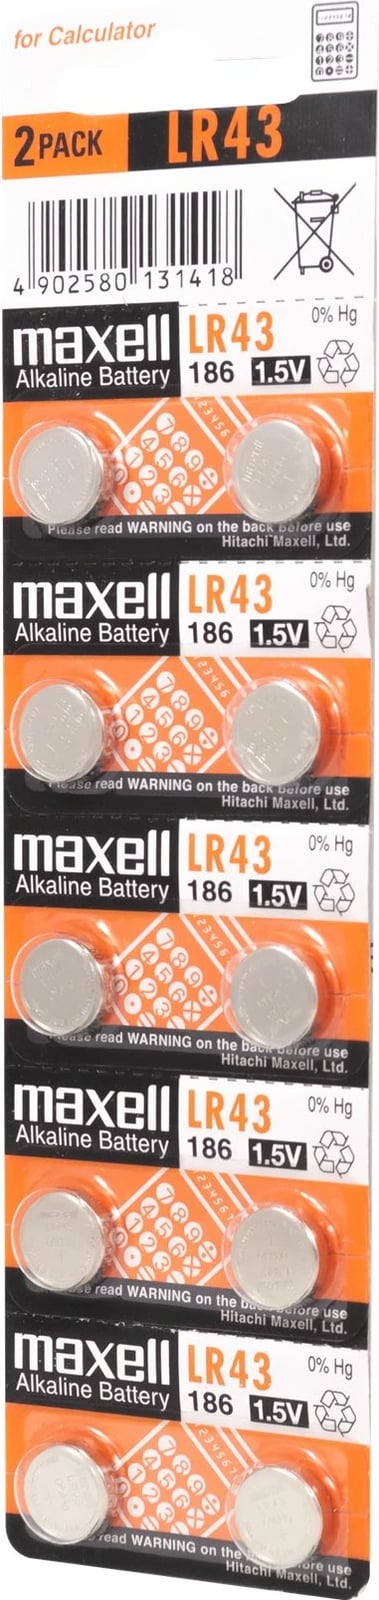 for Calculator
2PACK LR43
4 902580 131418
maxell LR43 0% Hg
Alkaline Battery 186 1.5V
Please read WARNING on the back before use
Hitachi Maxell, Ltd.
maxell LR43 0% Hg
Alkaline Battery 186 1.5V
Please read WARNING on the back before use
Hitachi Maxell, Ltd.
maxell LR43 0% Hg
Alkaline Battery 186 1.5V
Please read WARNING on the back before use
Hitachi Maxell, Ltd.
maxell LR43 0% Hg
Alkaline Battery 186 1.5V
read WARNING on the back before use
Hitachi Maxell, Ltd.
maxell LR43 0% Hg
Alkaline Battery 186 1.5V
read WARNING on the before use
Hitachi Maxell, Ltd.